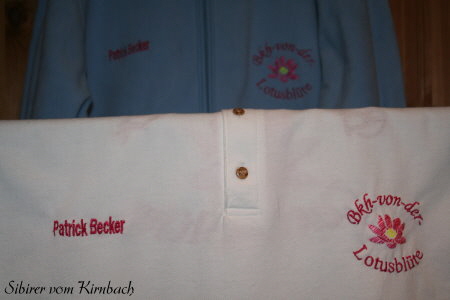 Patrick Becker
Bkh-von-der-
Lotusblüte
Patrick Becker
Bkh-von-der-
Lotusblüte
Sibirer vom Kirnbach